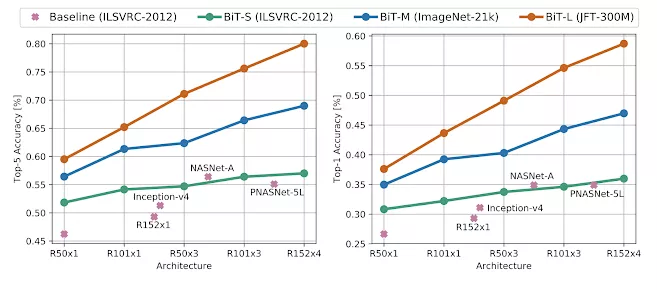 Baseline (ILSVRC-2012) BiT-S (ILSVRC-2012) BiT-M (ImageNet-21k) BiT-L (JFT-300M)
Top-5 Accuracy [%]
0.80
0.75
0.70
0.65
0.60
0.55
0.50
0.45
NASNet-A
PNASNet-5L
Inception-v4
R152x1
R50x1 R101x1 R50x3 R101x3 R152x4
Architecture
Top-1 Accuracy [%]
0.60
0.55
0.50
0.45
0.40
0.35
0.30
0.25
NASNet-A
PNASNet-5L
Inception-v4
R152x1
R50x1 R101x1 R50x3 R101x3 R152x4
Architecture